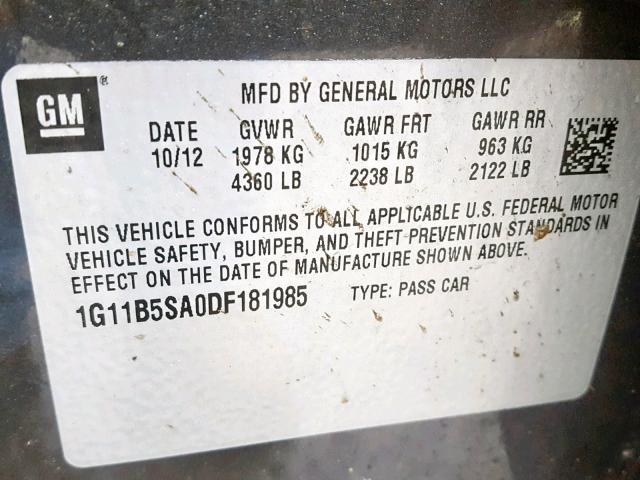 GM®
MFD BY GENERAL MOTORS LLC
DATE GVWR GAWR FRT GAWR RR
10/12 1978 KG 1015 KG 963 KG
4360 LB 2238 LB 2122 LB
THIS VEHICLE CONFORMS TO ALL APPLICABLE U.S. FEDERAL MOTOR
VEHICLE SAFETY, BUMPER, AND THEFT PREVENTION STANDARDS IN
EFFECT ON THE DATE OF MANUFACTURE SHOWN ABOVE.
1G11B5SA0DF181985 TYPE: PASS CAR